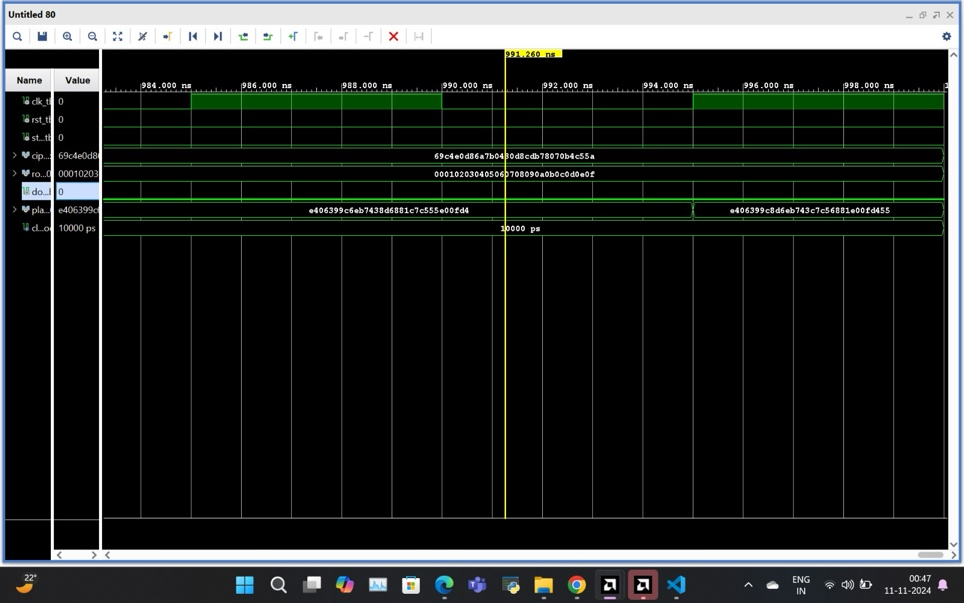 Untitled 80
991.260 ns
Name Value
984.000 ns 986.000 ns 988.000 ns 990.000 ns 992.000 ns 994.000 ns 996.000 ns 998.000 ns
clk_tl 0
rst_tb 0
st...tb 0
cip...: 69c4e0d8 69c4e0d86a7b0430d8cdb78070b4c55a
ro...0 00010203 000102030405060708090a0b0c0d0e0f
do... 0
pla... e406399c e406399c6eb7438d6881c7c555e00fd4 e406399c8d6eb743c7c56881e00fd455
cl... 10000 ps 10000 ps
22°
ENG
IN
00:47
11-11-2024